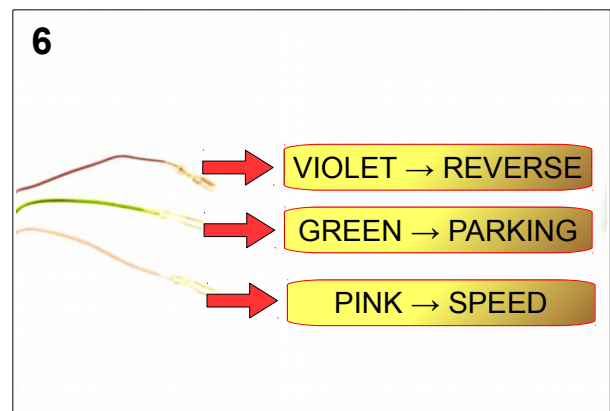 6
VIOLET → REVERSE
GREEN → PARKING
PINK → SPEED